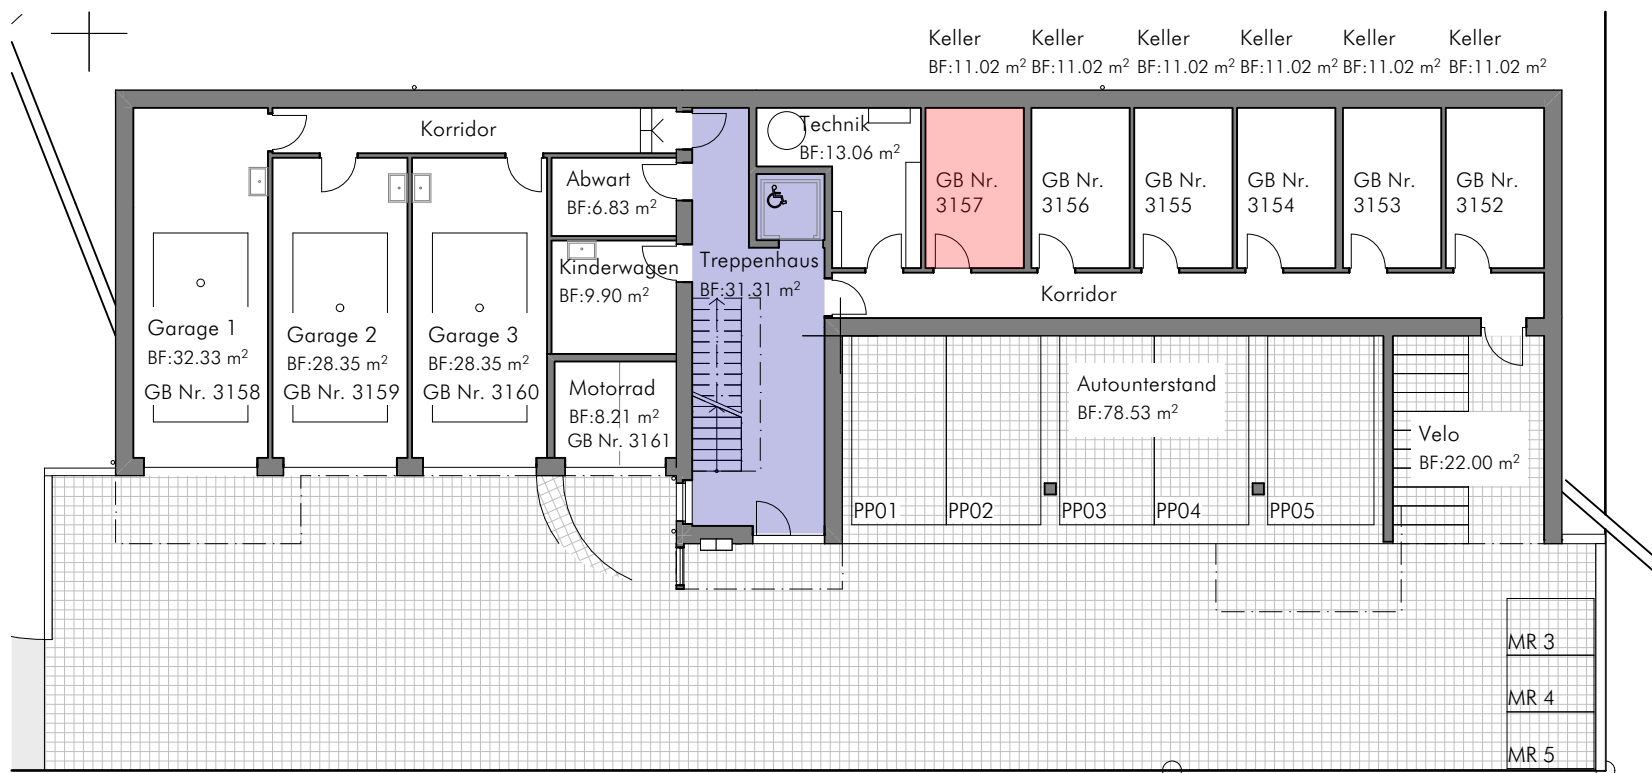 Keller Keller Keller Keller Keller Keller
BF:11.02 m² BF:11.02 m² BF:11.02 m² BF:11.02 m² BF:11.02 m² BF:11.02 m²
Korridor
Technik
BF:13.06 m²
Abwart
BF:6.83 m²
GB Nr.
3157
GB Nr.
3156
GB Nr.
3155
GB Nr.
3154
GB Nr.
3153
GB Nr.
3152
Kinderwagen
BF:9.90 m²
Treppenhaus
BF:31.31 m²
Korridor
Garage 1
BF:32.33 m²
GB Nr. 3158
Garage 2
BF:28.35 m²
GB Nr. 3159
Garage 3
BF:28.35 m²
GB Nr. 3160
Motorrad
BF:8.21 m²
GB Nr. 3161
Autounterstand
BF:78.53 m²
Velo
BF:22.00 m²
PP01
PP02
PP03
PP04
PP05
MR 3
MR 4
MR 5